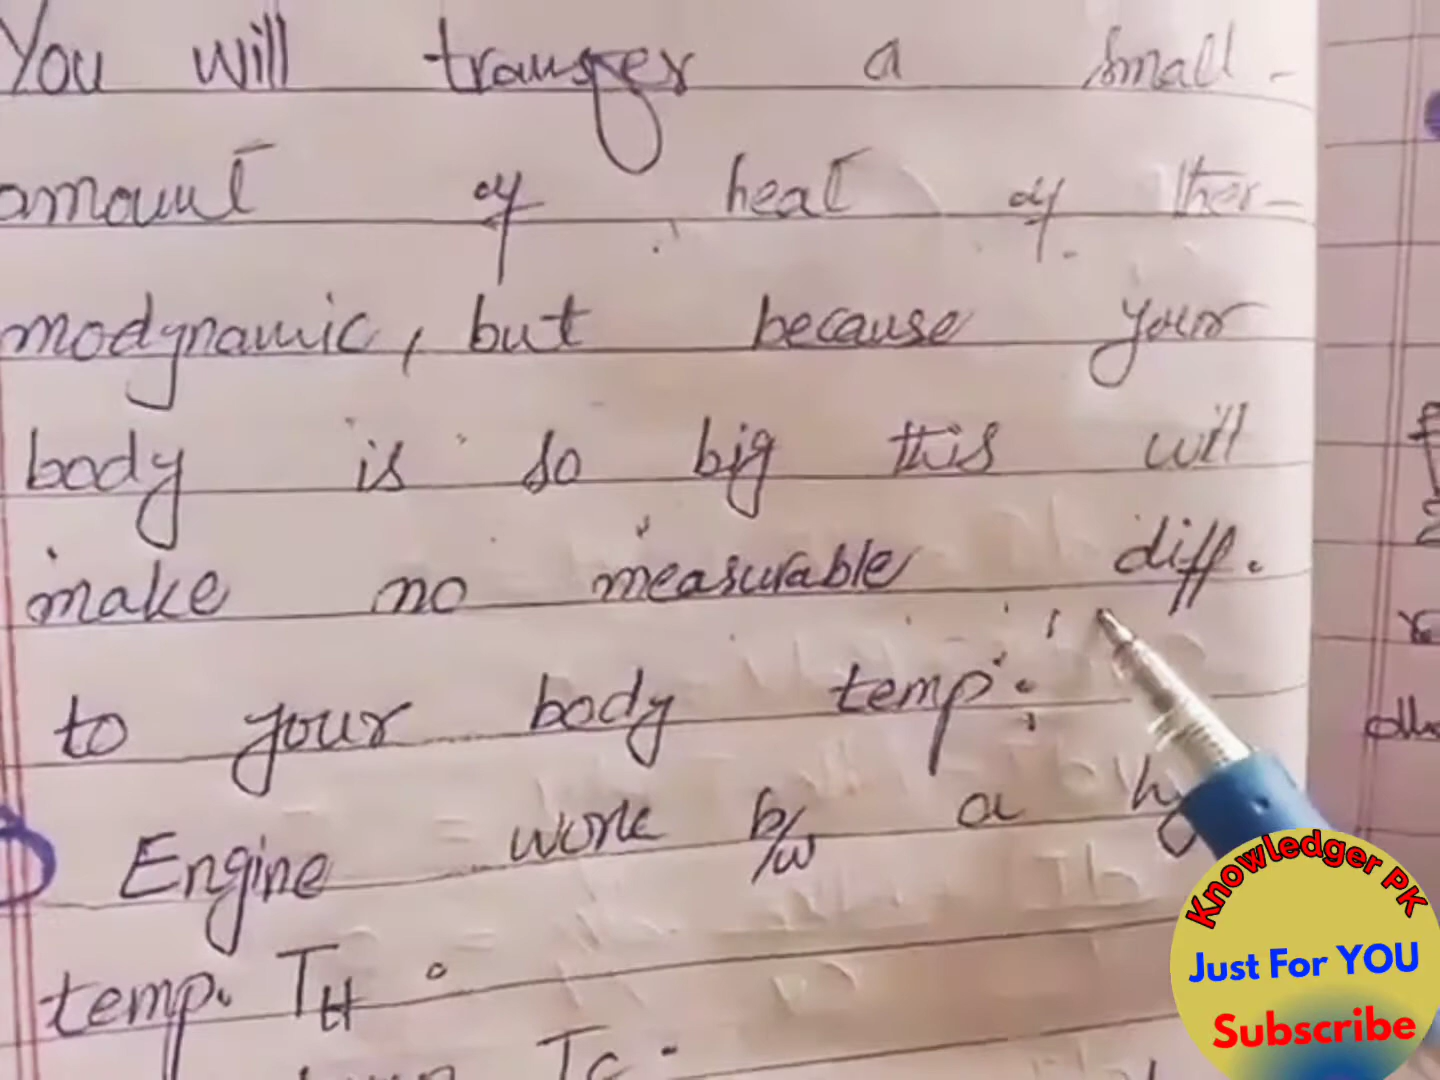 You will transfer a small -
amount of heat of ther-
modynamic, but because your
body is so big this will
make no measurable diff.
to your body temp.
Engine work b/w a
temp. TH
Tc
Knowledger PK
Just For YOU
Subscribe